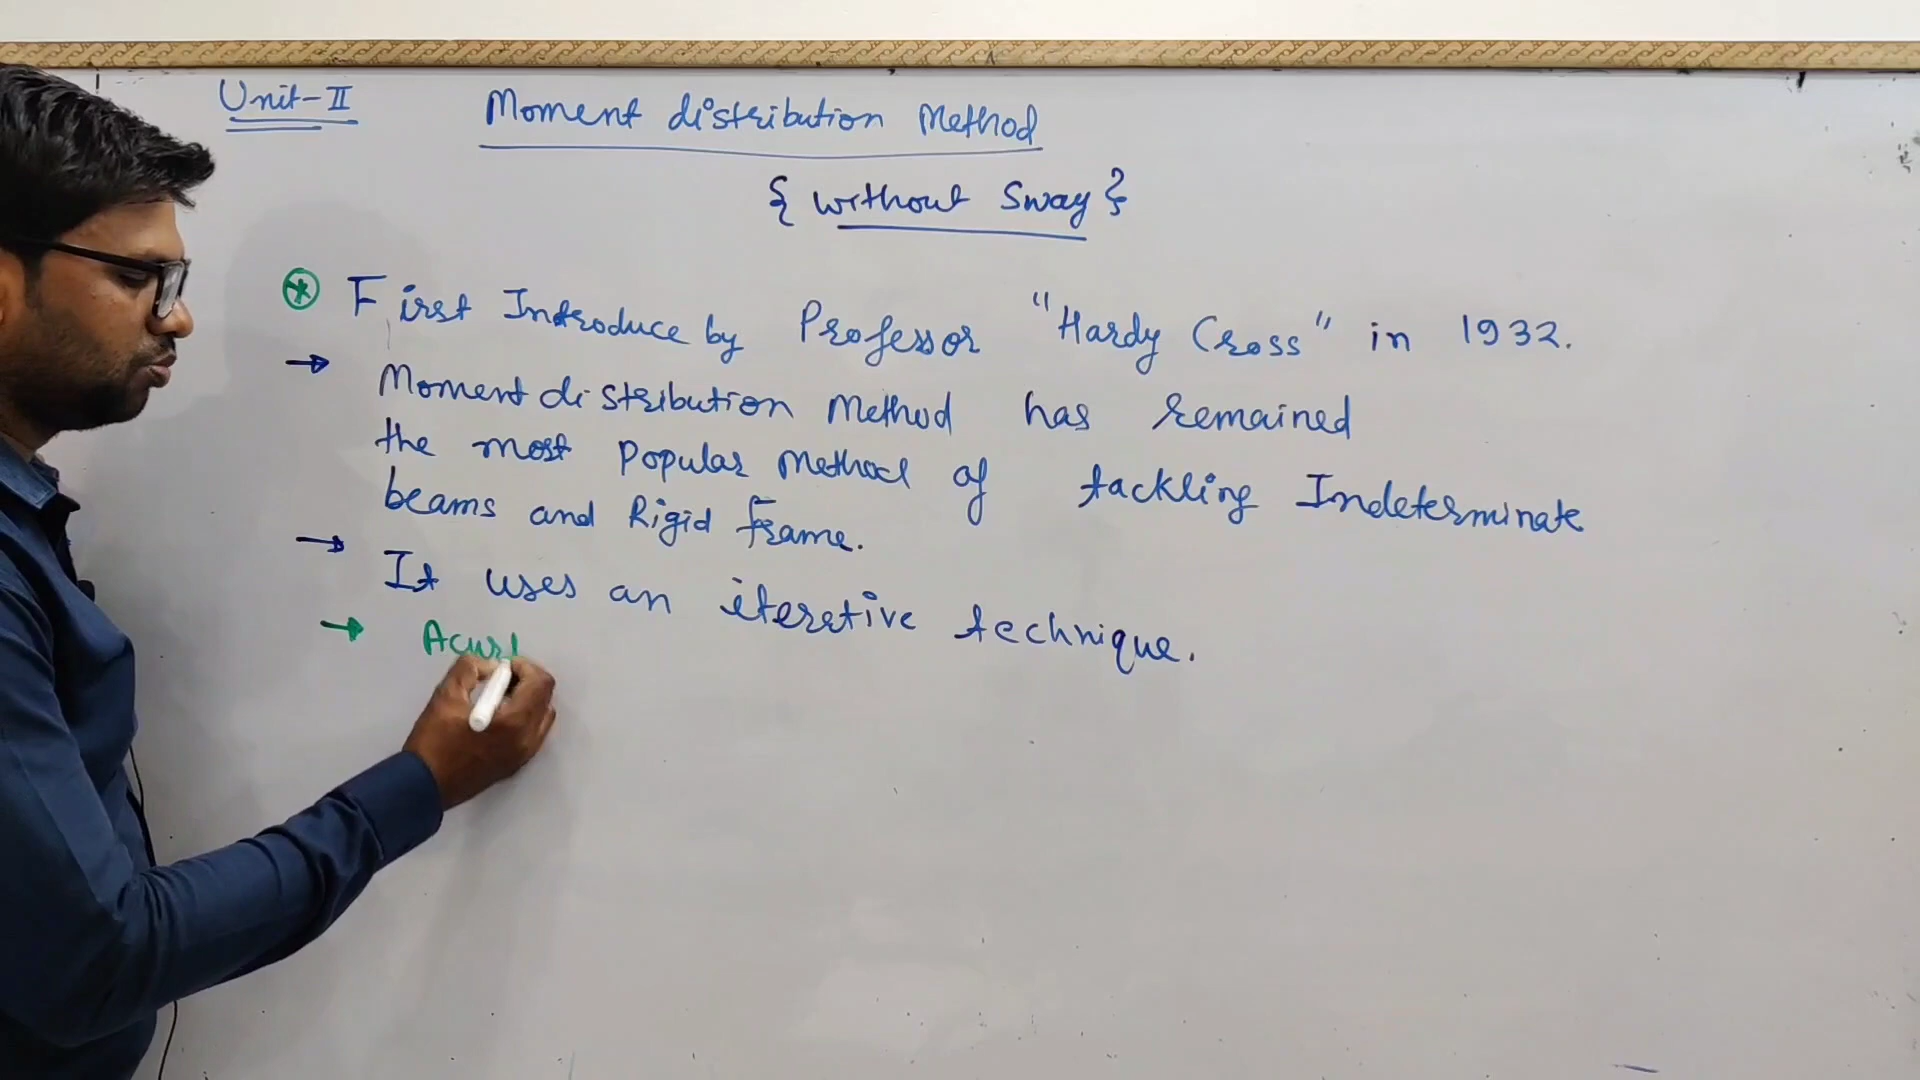 Unit-II
Moment distribution Method
{ without Sway }
First Introduce by Professor "Hardy Cross" in 1932.
→ Moment distribution Method has remained
the most Popular Method of tackling Indeterminate
beams and Rigid frame.
→ It uses an iteretive technique.
→